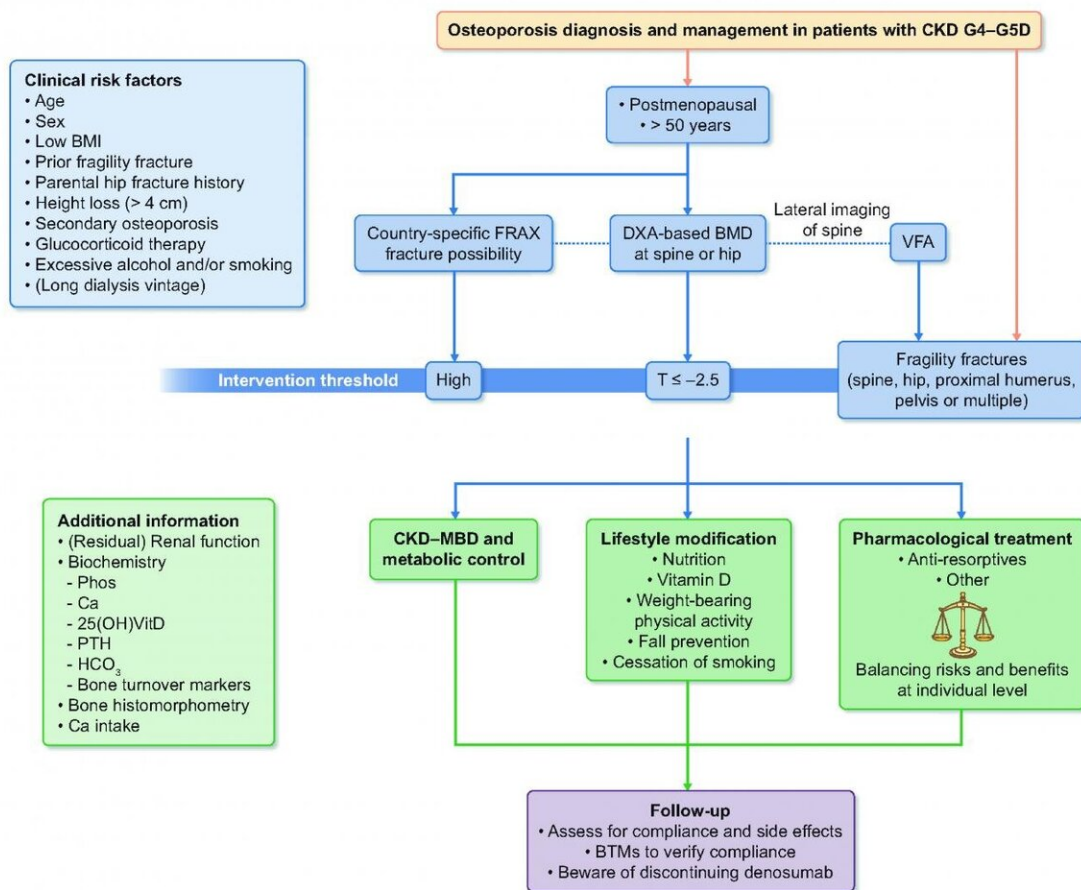 Osteoporosis diagnosis and management in patients with CKD G4–G5D
Clinical risk factors
• Age
• Sex
• Low BMI
• Prior fragility fracture
• Parental hip fracture history
• Height loss (> 4 cm)
• Secondary osteoporosis
• Glucocorticoid therapy
• Excessive alcohol and/or smoking
• (Long dialysis vintage)
• Postmenopausal
• > 50 years
Country-specific FRAX
fracture possibility
DXA-based BMD
at spine or hip
Lateral imaging
of spine
VFA
Intervention threshold
High
T ≤ –2.5
Fragility fractures
(spine, hip, proximal humerus,
pelvis or multiple)
Additional information
• (Residual) Renal function
• Biochemistry
- Phos
- Ca
- 25(OH)VitD
- PTH
- HCO₃
- Bone turnover markers
• Bone histomorphometry
• Ca intake
CKD–MBD and
metabolic control
Lifestyle modification
• Nutrition
• Vitamin D
• Weight-bearing
physical activity
• Fall prevention
• Cessation of smoking
Pharmacological treatment
• Anti-resorptives
• Other
Balancing risks and benefits
at individual level
Follow-up
• Assess for compliance and side effects
• BTMs to verify compliance
• Beware of discontinuing denosumab